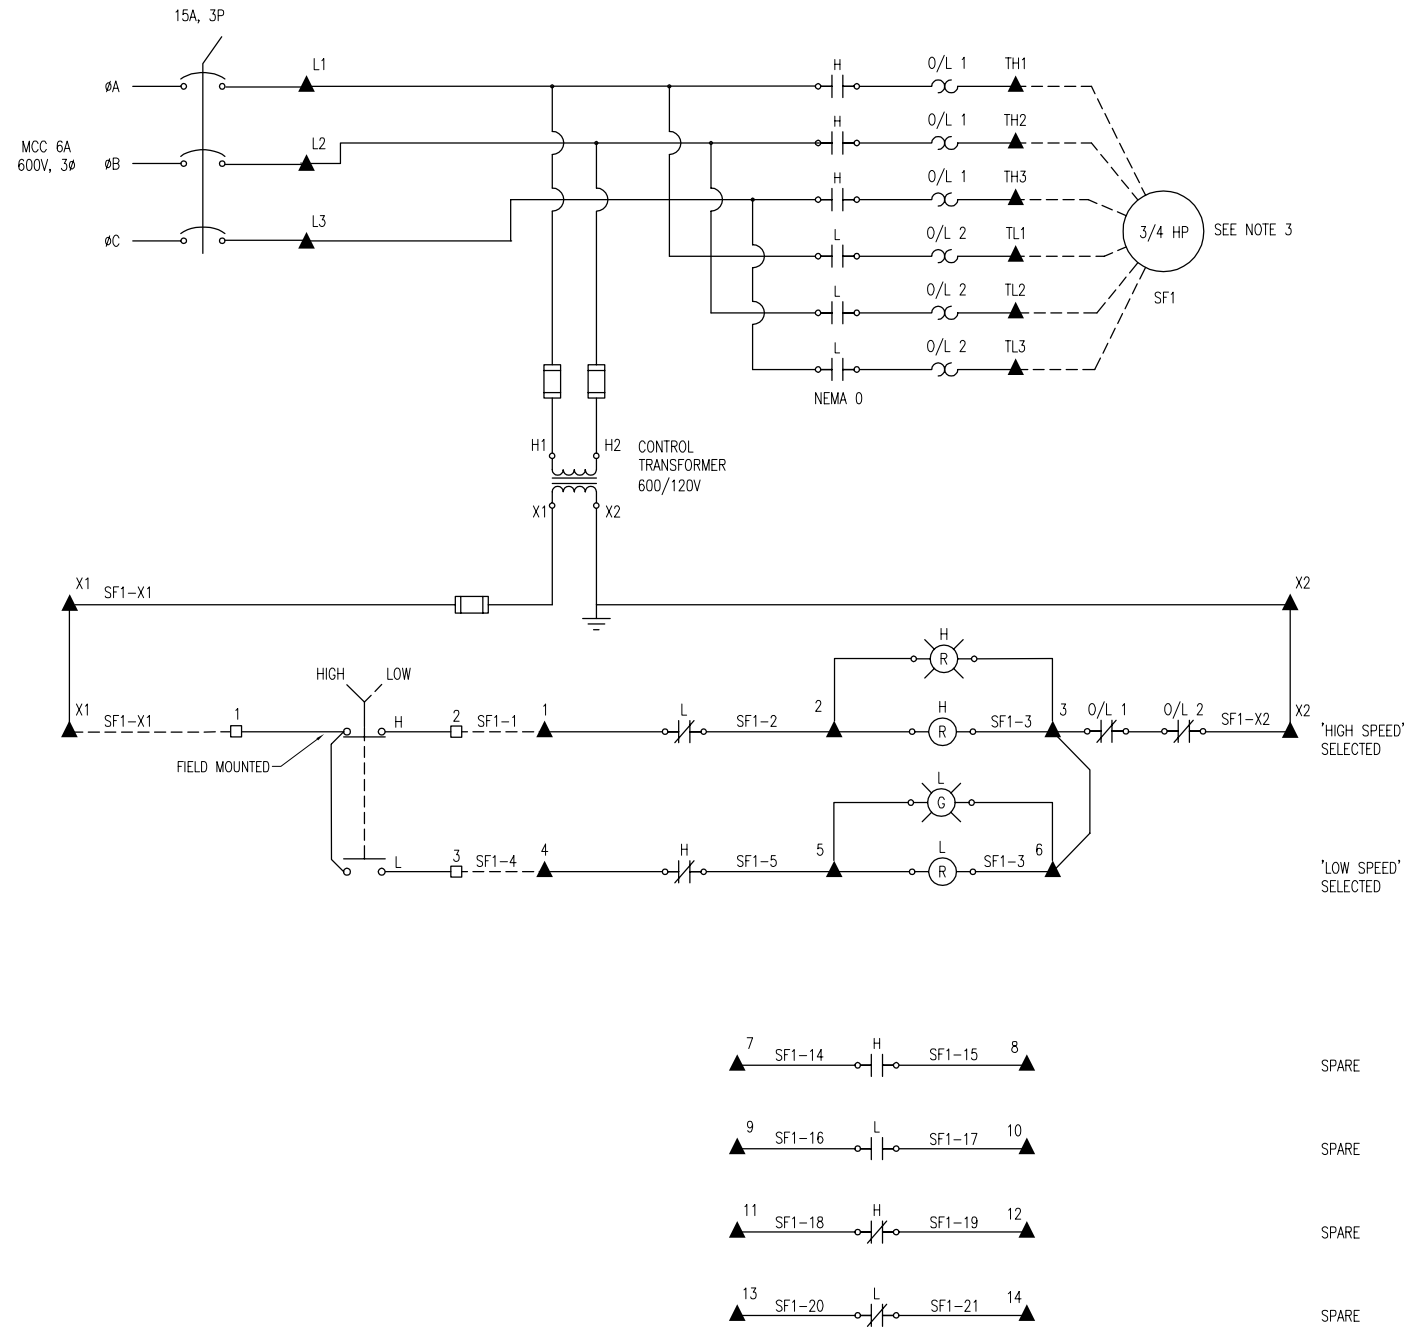 15A, 3P
L1
H
O/L 1
TH1
øA
L2
H
O/L 1
TH2
MCC 6A
600V, 3ø
øB
H
O/L 1
TH3
L3
øC
L
O/L 2
TL1
3/4 HP
SEE NOTE 3
L
O/L 2
TL2
SF1
L
O/L 2
TL3
NEMA 0
H1
H2
CONTROL
TRANSFORMER
600/120V
X1
X2
X1
SF1-X1
X2
H
R
HIGH
LOW
X1
SF1-X1
1
H
2
SF1-1
1
L
SF1-2
2
H
R
SF1-3
3
O/L 1
O/L 2
SF1-X2
X2
'HIGH SPEED'
SELECTED
FIELD MOUNTED
L
G
L
3
SF1-4
4
H
SF1-5
5
L
R
SF1-3
6
'LOW SPEED'
SELECTED
7
SF1-14
H
SF1-15
8
SPARE
9
SF1-16
L
SF1-17
10
SPARE
11
SF1-18
H
SF1-19
12
SPARE
13
SF1-20
L
SF1-21
14
SPARE